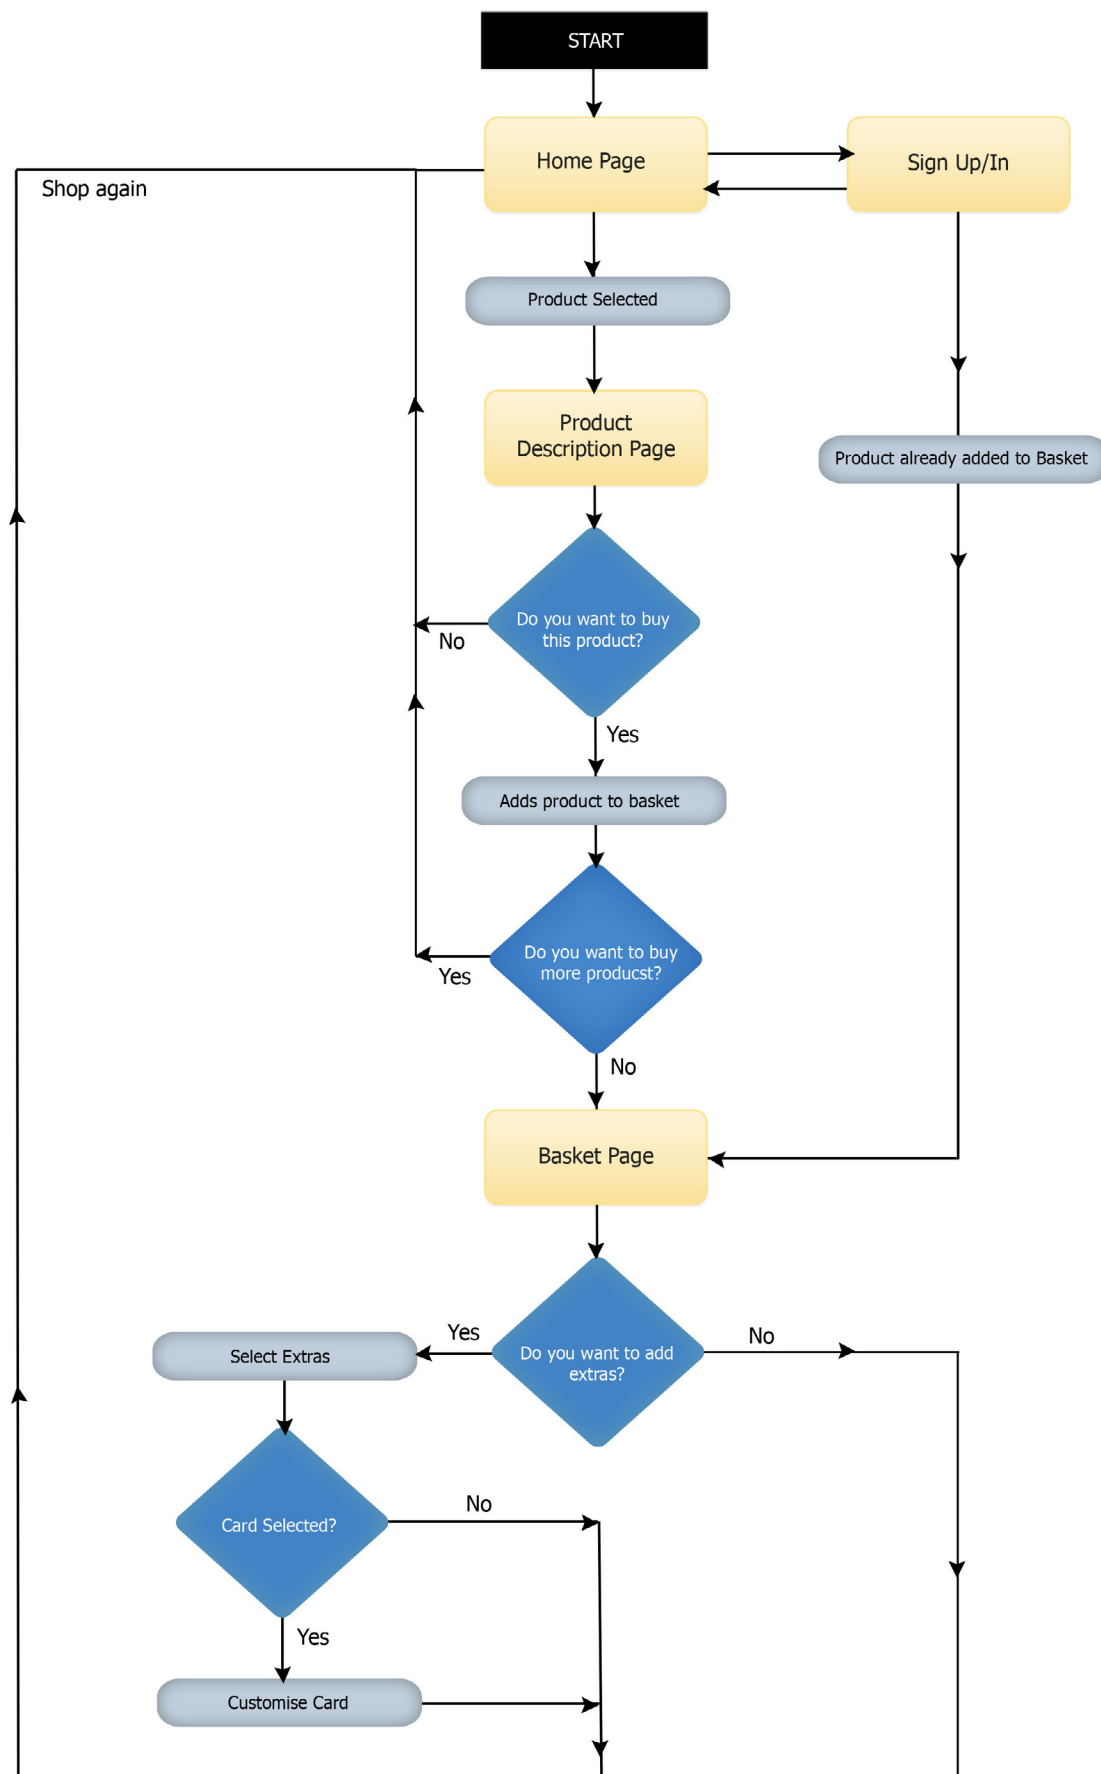 START
Home Page
Sign Up/In
Shop again
Product Selected
Product
Description Page
Product already added to Basket
Do you want to buy
this product?
No
Yes
Adds product to basket
Do you want to buy
more producst?
Yes
No
Basket Page
Do you want to add
extras?
Yes
No
Select Extras
Card Selected?
No
Yes
Customise Card